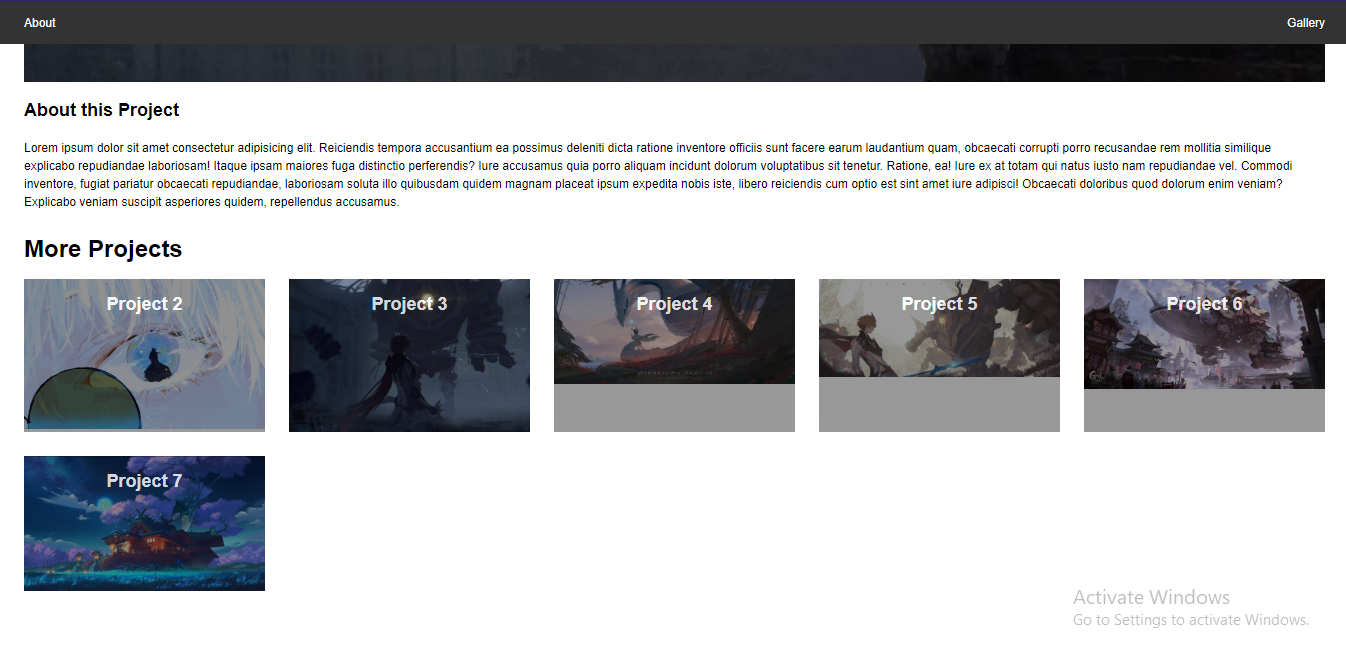 About
Gallery
About this Project
Lorem ipsum dolor sit amet consectetur adipisicing elit. Reiciendis tempora accusantium ea possimus deleniti dicta ratione inventore officiis sunt facere earum laudantium quam, obcaecati corrupti porro recusandae rem mollitia similique
explicabo repudiandae laboriosam! Itaque ipsam maiores fuga distinctio perferendis? Iure accusamus quia porro aliquam incidunt dolorum voluptatibus sit tenetur. Ratione, ea! Iure ex at totam qui natus iusto nam repudiandae vel. Commodi
inventore, fugiat pariatur obcaecati repudiandae, laboriosam soluta illo quibusdam quidem magnam placeat ipsum expedita nobis iste, libero reiciendis cum optio est sint amet iure adipisci! Obcaecati doloribus quod dolorum enim veniam?
Explicabo veniam suscipit asperiores quidem, repellendus accusamus.
More Projects
Project 2
Project 3
Project 4
Project 5
Project 6
Project 7
Activate Windows
Go to Settings to activate Windows.